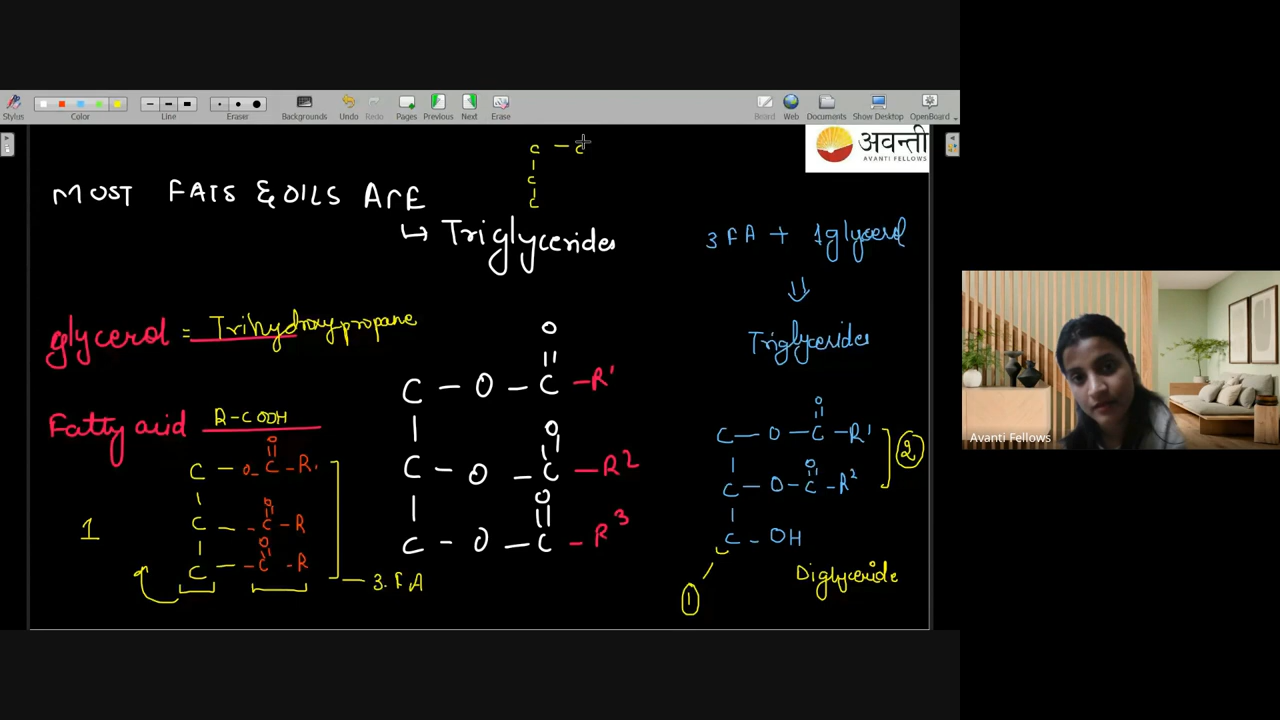 Stylus
Color
Line
Eraser
Backgrounds
Undo
Redo
Pages
Previous
Next
Erase
Board
Web
Documents
Show Desktop
OpenBoard
अवन्ती
AVANTI FELLOWS
C - C
C
C
MOST FATS & OILS ARE
↳ Triglycerides
3 FA + 1 glycerol
⇓
Triglycerides
glycerol = Trihydroxypropane
Fatty acid R-COOH
O
C - O - C - R'
O
C - O - C - R2
O
C - O - C - R3
O
C - O - C - R'
O
C - O - C - R2
C - OH
2
1
Diglyceride
O
C - O - C - R'
1
O
C - - C - R
O
C - - C - R
3. FA
Avanti Fellows